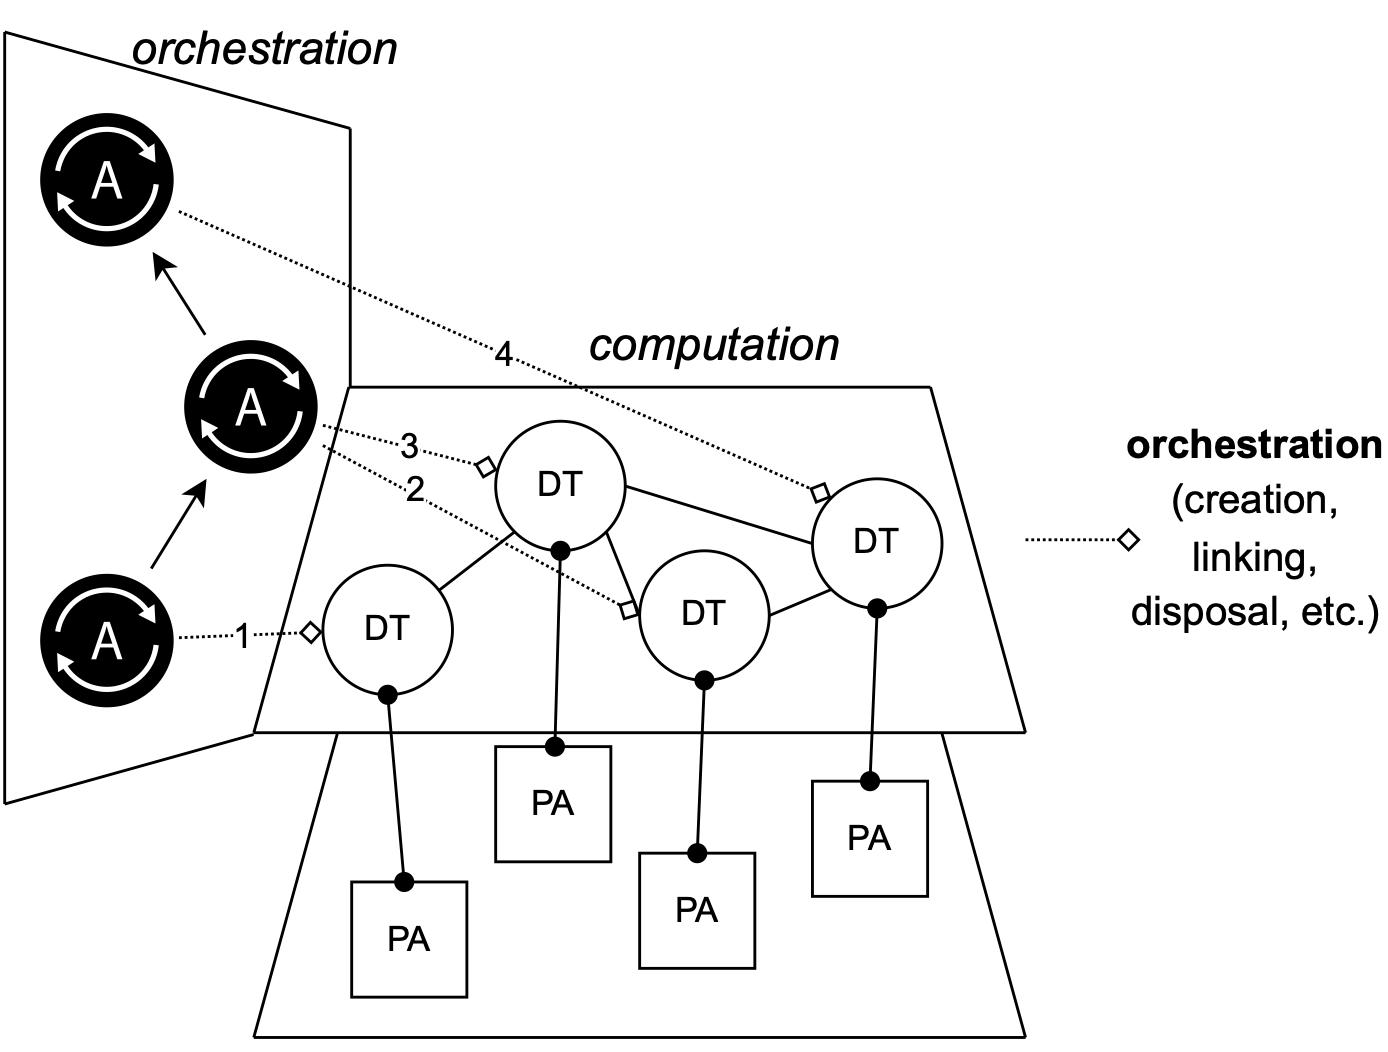 orchestration
A
A
A
computation
4
3
2
1
DT
DT
DT
DT
PA
PA
PA
PA
orchestration
(creation,
linking,
disposal, etc.)